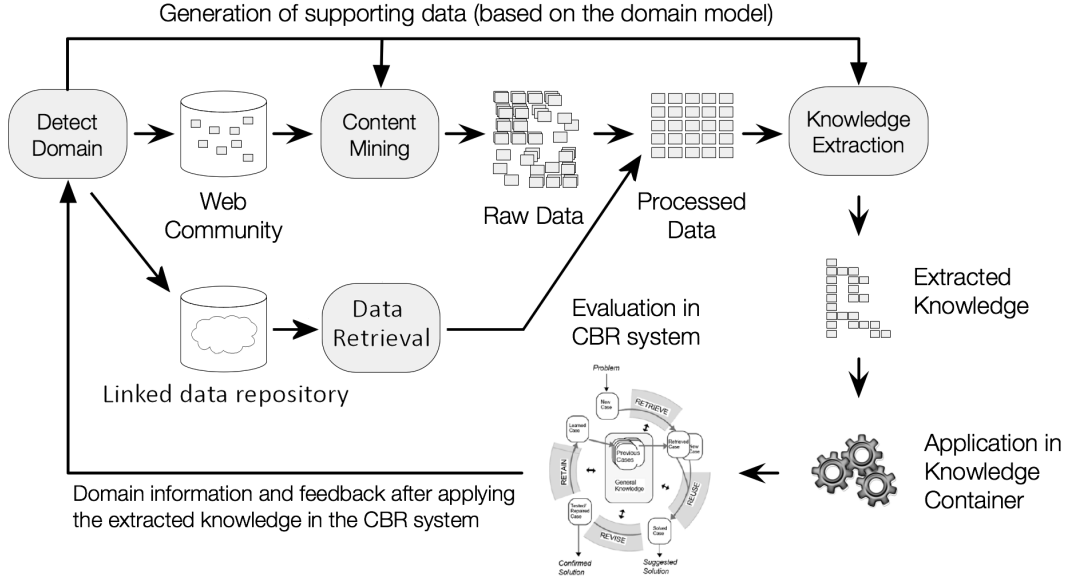 Generation of supporting data (based on the domain model)
Detect
Domain
Web
Community
Content
Mining
Raw Data
Processed
Data
Knowledge
Extraction
Linked data repository
Data
Retrieval
Extracted
Knowledge
Application in
Knowledge
Container
Evaluation in
CBR system
Problem
New
Case
RETRIEVE
Learned
Case
Retrieved
Case
New
Case
Previous
Cases
General
Knowledge
RETAIN
REUSE
Tested/
Repaired
Case
REVISE
Solved
Case
Confirmed
Solution
Suggested
Solution
Domain information and feedback after applying
the extracted knowledge in the CBR system